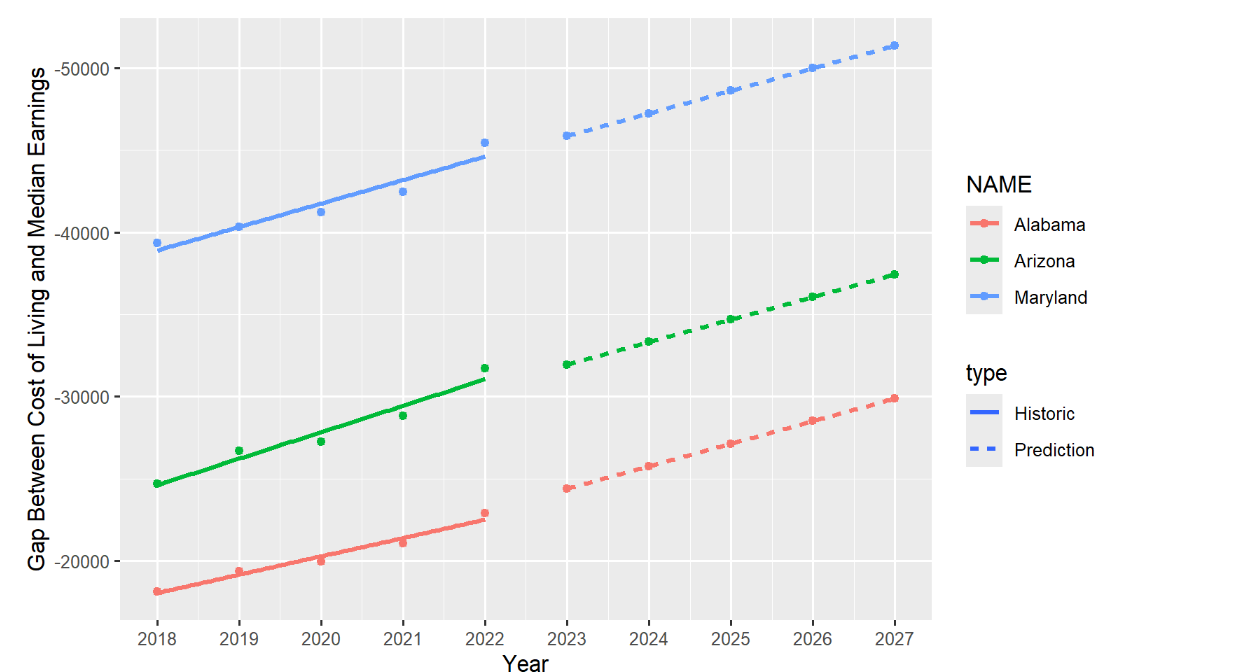 Gap Between Cost of Living and Median Earnings
-50000
-40000
-30000
-20000
2018 2019 2020 2021 2022 2023 2024 2025 2026 2027
Year
NAME
Alabama
Arizona
Maryland
type
Historic
Prediction